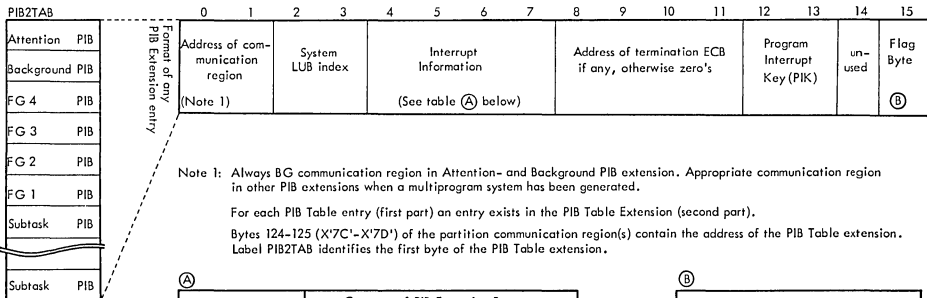 PIB2TAB
0 1 2 3 4 5 6 7 8 9 10 11 12 13 14 15
Attention PIB
Background PIB
FG 4 PIB
FG 3 PIB
FG 2 PIB
FG 1 PIB
Subtask PIB
Subtask PIB
Format of any
PIB Extension entry
Address of com-
munication
region
(Note 1)
System
LUB index
Interrupt
Information
(See table Ⓐ below)
Address of termination ECB
if any, otherwise zero's
Program
Interrupt
Key (PIK)
un-
used
Flag
Byte
Ⓑ
Note 1: Always BG communication region in Attention- and Background PIB extension. Appropriate communication region
in other PIB extensions when a multiprogram system has been generated.
For each PIB Table entry (first part) an entry exists in the PIB Table Extension (second part).
Bytes 124-125 (X'7C'-X'7D') of the partition communication region(s) contain the address of the PIB Table extension.
Label PIB2TAB identifies the first byte of the PIB Table extension.
Ⓐ
Ⓑ